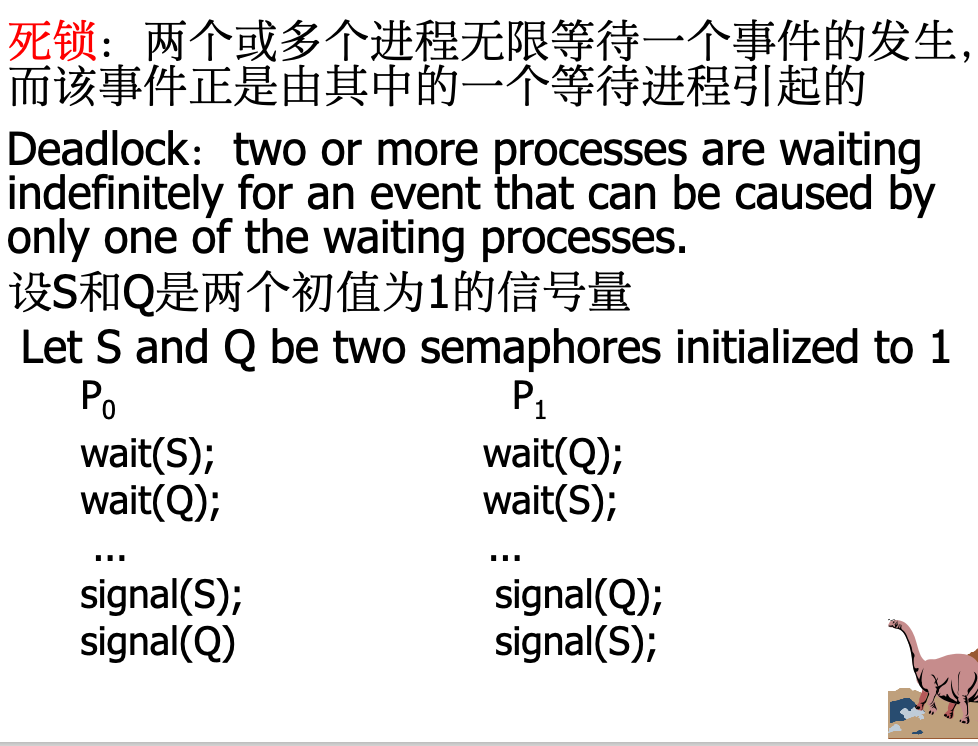 死锁：两个或多个进程无限等待一个事件的发生，
而该事件正是由其中的一个等待进程引起的
Deadlock：two or more processes are waiting
indefinitely for an event that can be caused by
only one of the waiting processes.
设S和Q是两个初值为1的信号量
Let S and Q be two semaphores initialized to 1
P0 P1
wait(S); wait(Q);
wait(Q); wait(S);
... ...
signal(S); signal(Q);
signal(Q) signal(S);